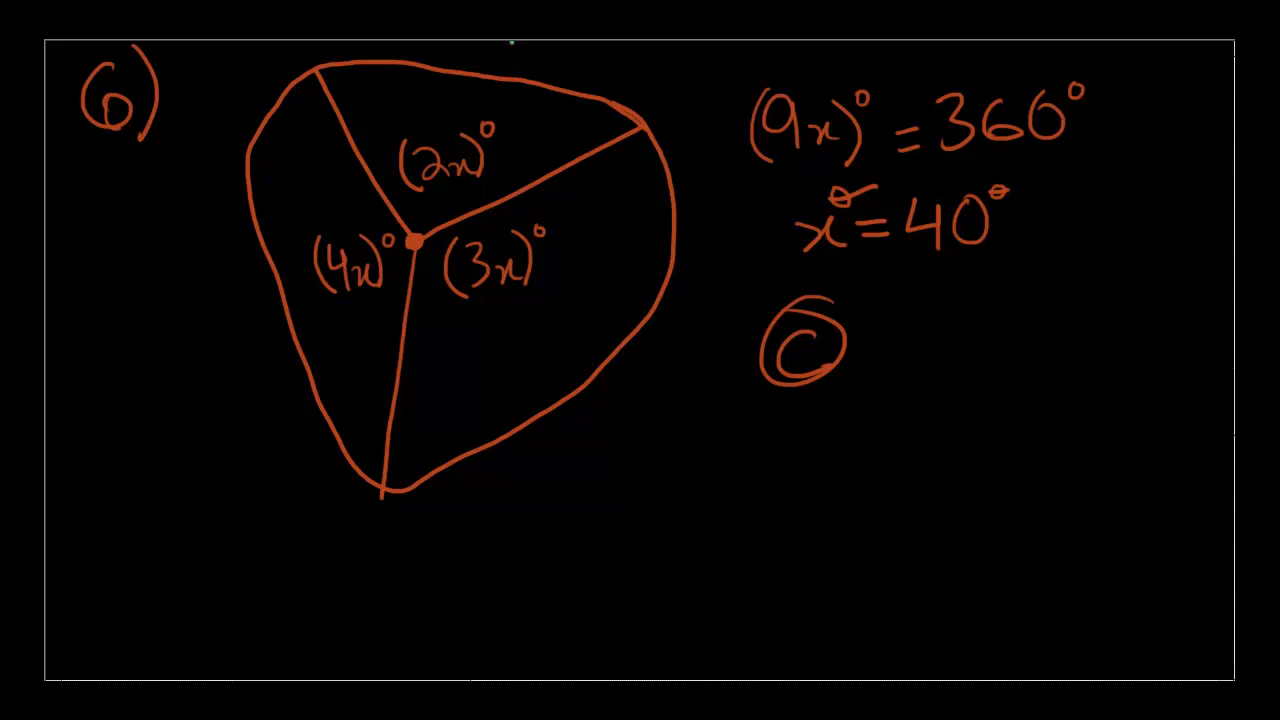 6)
(2x)°
(4x)°
(3x)°
(9x)° = 360°
x° = 40°
C